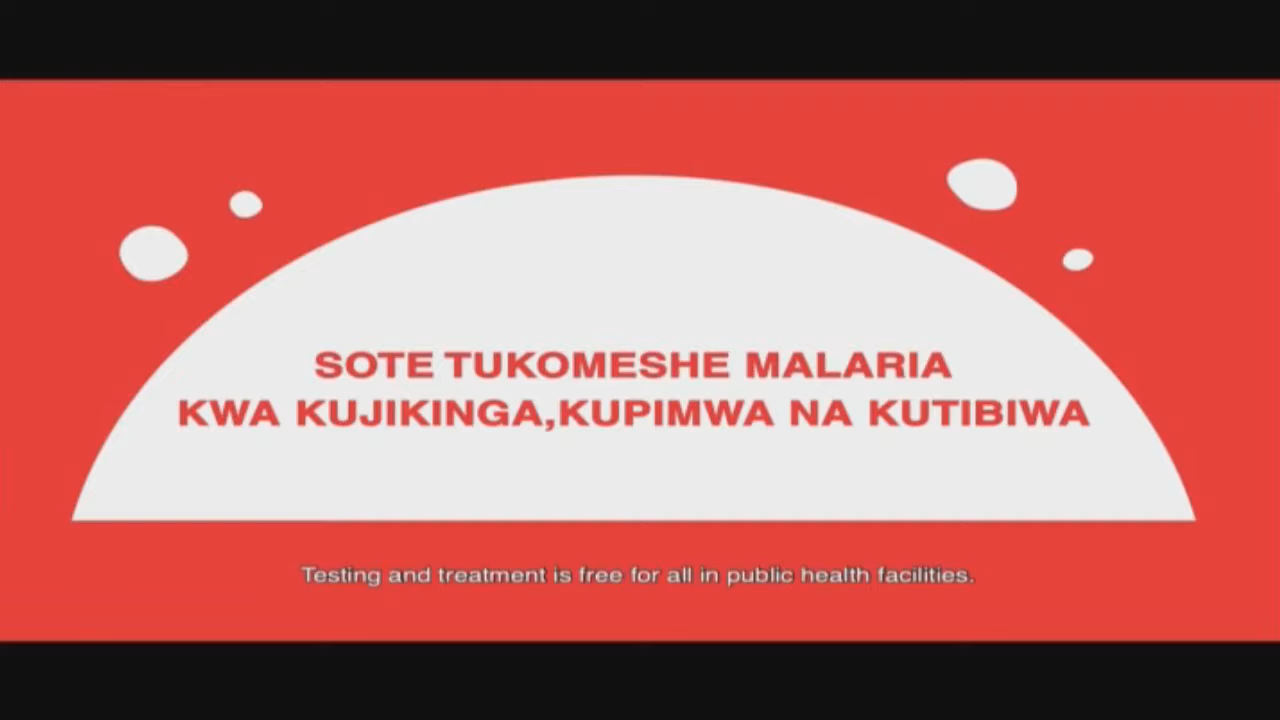 SOTE TUKOMESHE MALARIA
KWA KUJIKINGA,KUPIMWA NA KUTIBIWA
Testing and treatment is free for all in public health facilities.